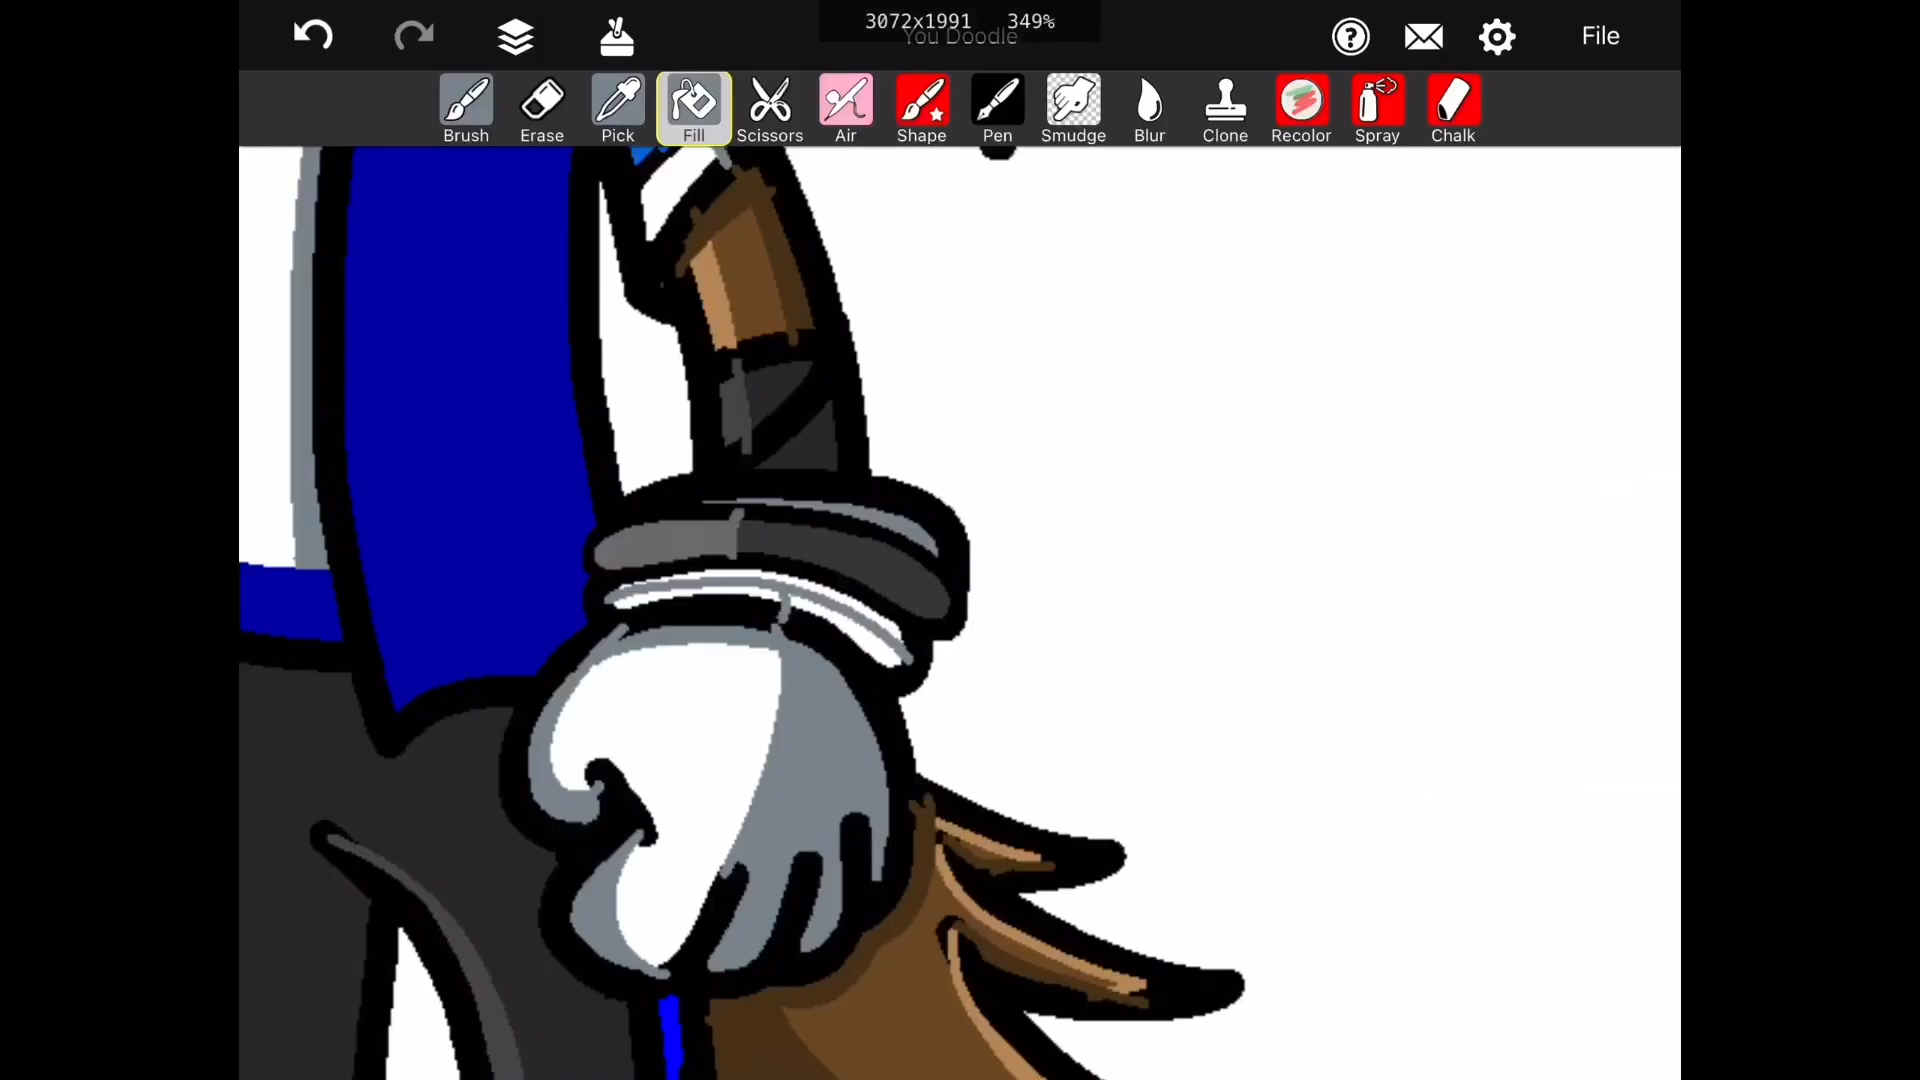 3072x1991 349%
You Doodle
File
Brush Erase Pick Fill Scissors Air Shape Pen Smudge Blur Clone Recolor Spray Chalk